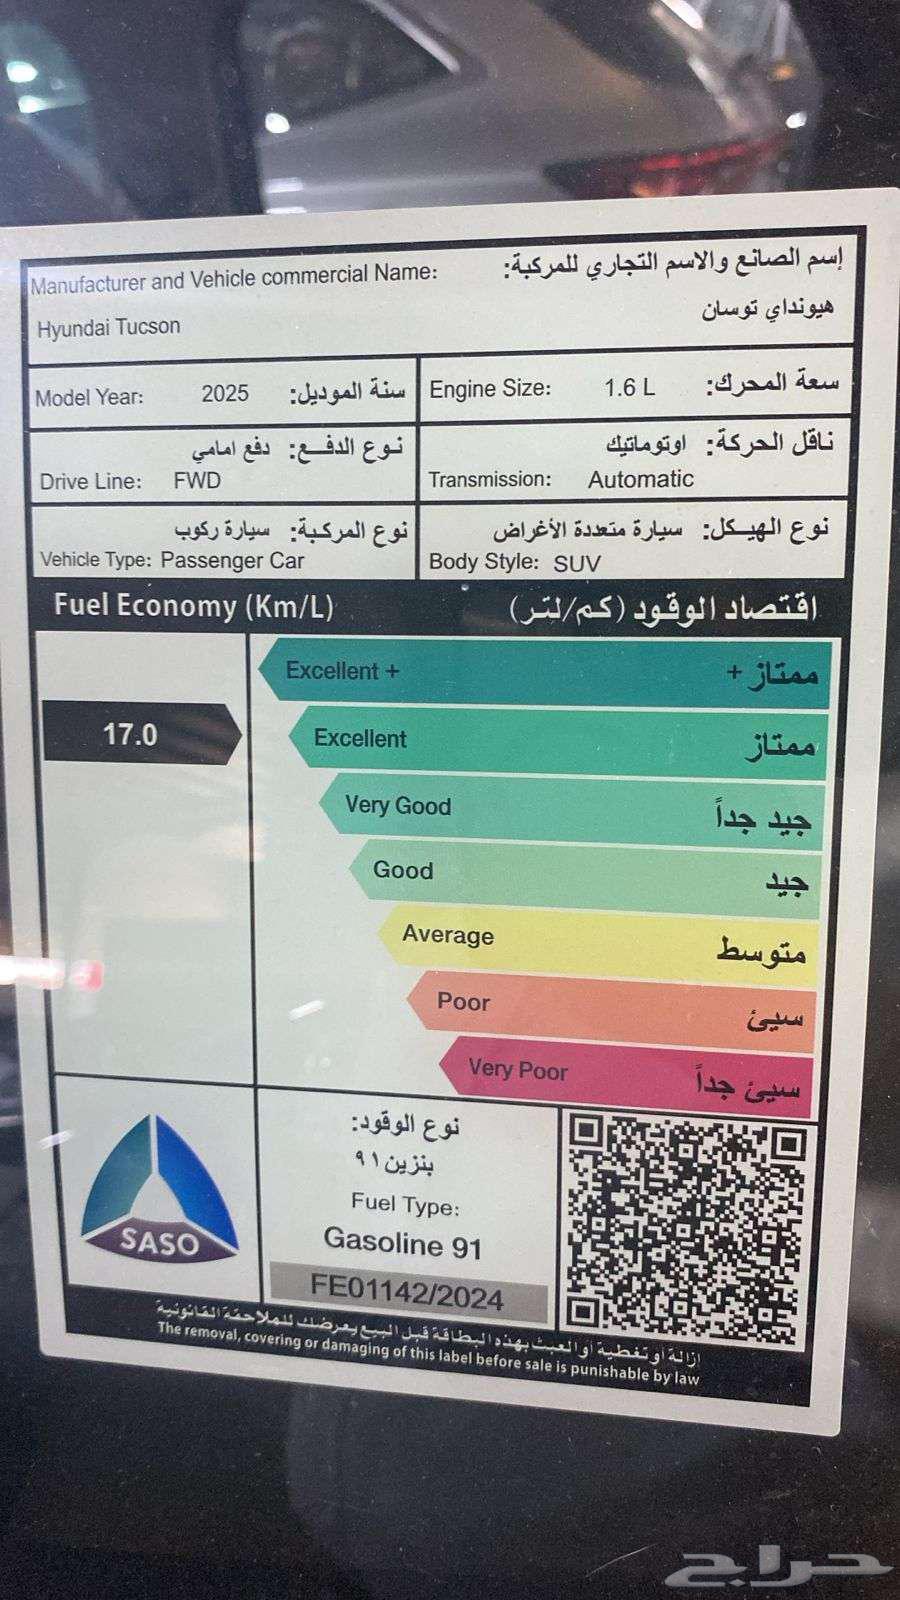 Manufacturer and Vehicle commercial Name: إسم الصانع والاسم التجاري للمركبة:
Hyundai Tucson هيونداي توسان
Model Year: 2025 سنة الموديل:
Engine Size: 1.6 L سعة المحرك:
نوع الدفـــع: دفع امامي
Drive Line: FWD
ناقل الحركة: اوتوماتيك
Transmission: Automatic
نوع المركبة: سيارة ركوب
Vehicle Type: Passenger Car
نوع الهيــكل: سيارة متعددة الأغراض
Body Style: SUV
Fuel Economy (Km/L) اقتصاد الوقود (كم/لتر)
Excellent + ممتاز +
17.0
Excellent ممتاز
Very Good جيد جداً
Good جيد
Average متوسط
Poor سيئ
Very Poor سيئ جداً
SASO
نوع الوقود:
بنزين ٩١
Fuel Type:
Gasoline 91
FE01142/2024
ازالة أو تغطية أو العبث بهذه البطاقة قبل البيع يعرضك للملاحقة القانونية
The removal, covering or damaging of this label before sale is punishable by law
حراج